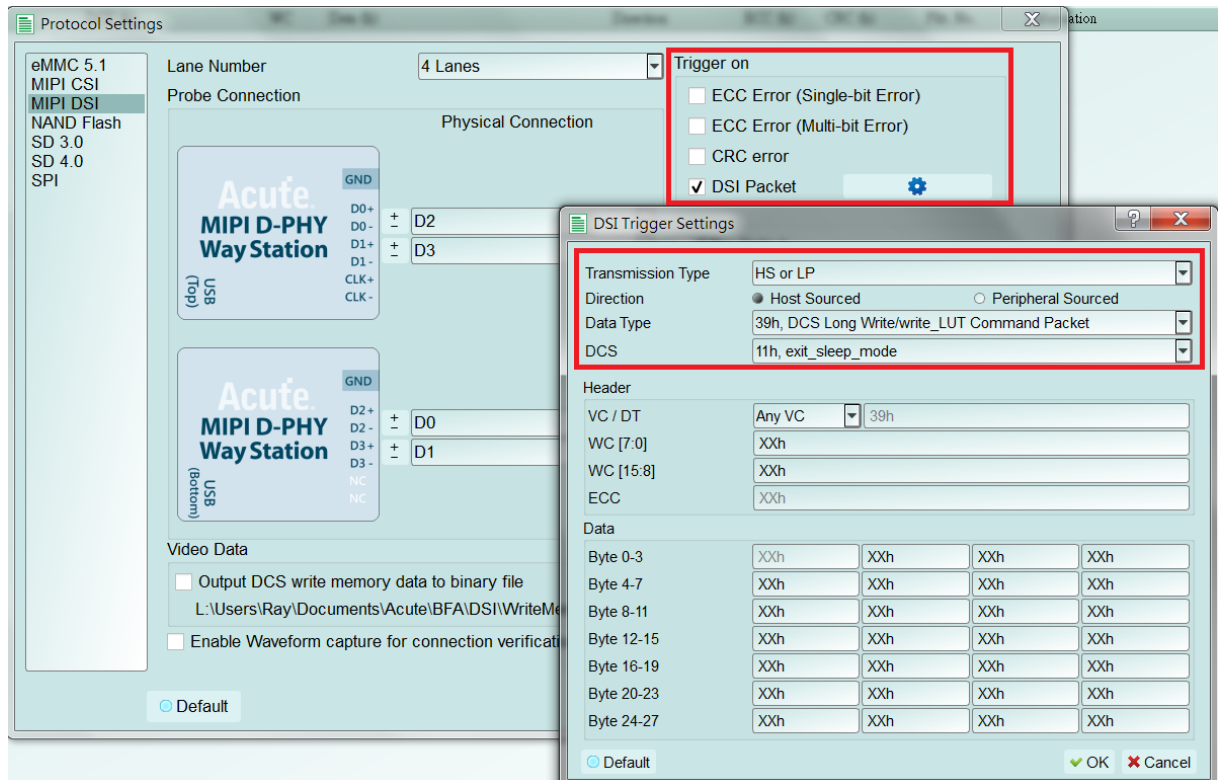 Protocol Settings
ation
eMMC 5.1
MIPI CSI
MIPI DSI
NAND Flash
SD 3.0
SD 4.0
SPI
Lane Number 4 Lanes
Probe Connection
Physical Connection
Acute
MIPI D-PHY
Way Station
USB
(Top)
GND
D0+
D0 -
D1+
D1 -
CLK+
CLK -
+
- D2
+
- D3
Acute
MIPI D-PHY
Way Station
USB
(Bottom)
GND
D2+
D2 -
D3+
D3 -
NC
NC
+
- D0
+
- D1
Video Data
Output DCS write memory data to binary file
L:\Users\Ray\Documents\Acute\BFA\DSI\WriteMe
Enable Waveform capture for connection verificati
Default
Trigger on
ECC Error (Single-bit Error)
ECC Error (Multi-bit Error)
CRC error
DSI Packet
DSI Trigger Settings
Transmission Type HS or LP
Direction Host Sourced Peripheral Sourced
Data Type 39h, DCS Long Write/write_LUT Command Packet
DCS 11h, exit_sleep_mode
Header
VC / DT Any VC 39h
WC [7:0] XXh
WC [15:8] XXh
ECC XXh
Data
Byte 0-3 XXh XXh XXh XXh
Byte 4-7 XXh XXh XXh XXh
Byte 8-11 XXh XXh XXh XXh
Byte 12-15 XXh XXh XXh XXh
Byte 16-19 XXh XXh XXh XXh
Byte 20-23 XXh XXh XXh XXh
Byte 24-27 XXh XXh XXh XXh
Default OK Cancel